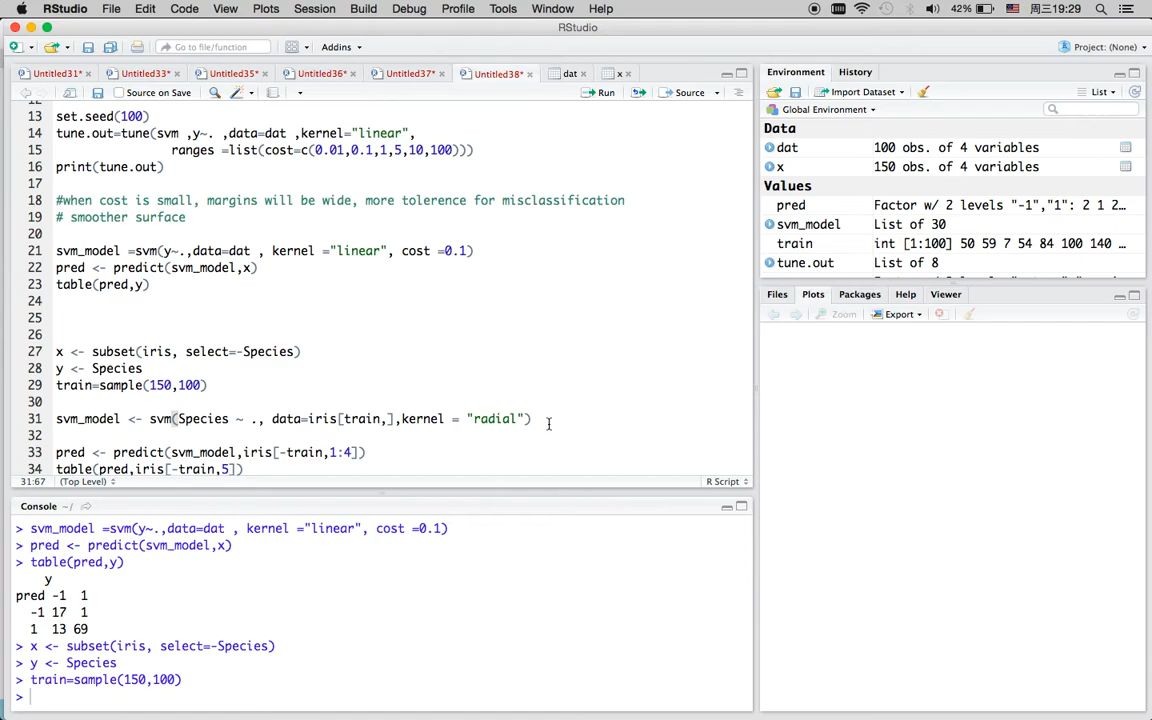 RStudio File Edit Code View Plots Session Build Debug Profile Tools Window Help 42% 周三19:29
RStudio
Go to file/function Addins Project: (None)
Untitled31* Untitled33* Untitled35* Untitled36* Untitled37* Untitled38* dat x
Source on Save Run Source
13 set.seed(100)
14 tune.out=tune(svm ,y~. ,data=dat ,kernel="linear",
15 ranges =list(cost=c(0.01,0.1,1,5,10,100)))
16 print(tune.out)
17
18 #when cost is small, margins will be wide, more tolerence for misclassification
19 # smoother surface
20
21 svm_model =svm(y~.,data=dat , kernel ="linear", cost =0.1)
22 pred <- predict(svm_model,x)
23 table(pred,y)
24
25
26
27 x <- subset(iris, select=-Species)
28 y <- Species
29 train=sample(150,100)
30
31 svm_model <- svm(Species ~ ., data=iris[train,],kernel = "radial")
32
33 pred <- predict(svm_model,iris[-train,1:4])
34 table(pred,iris[-train,5])
31:67 (Top Level) R Script
Console ~/
> svm_model =svm(y~.,data=dat , kernel ="linear", cost =0.1)
> pred <- predict(svm_model,x)
> table(pred,y)
y
pred -1 1
-1 17 1
1 13 69
> x <- subset(iris, select=-Species)
> y <- Species
> train=sample(150,100)
>
Environment History
Import Dataset List
Global Environment
Data
dat 100 obs. of 4 variables
x 150 obs. of 4 variables
Values
pred Factor w/ 2 levels "-1","1": 2 1 2…
svm_model List of 30
train int [1:100] 50 59 7 54 84 100 140 …
tune.out List of 8
Files Plots Packages Help Viewer
Zoom Export